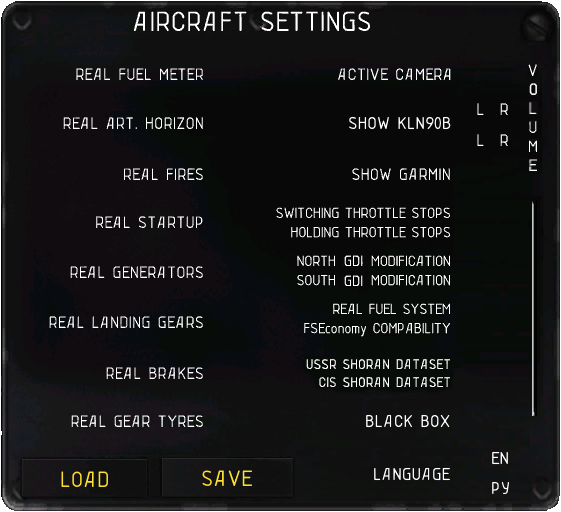 AIRCRAFT SETTINGS
REAL FUEL METER
REAL ART. HORIZON
REAL FIRES
REAL STARTUP
REAL GENERATORS
REAL LANDING GEARS
REAL BRAKES
REAL GEAR TYRES
LOAD
SAVE
ACTIVE CAMERA
SHOW KLN90B
L R
L R
SHOW GARMIN
SWITCHING THROTTLE STOPS
HOLDING THROTTLE STOPS
NORTH GDI MODIFICATION
SOUTH GDI MODIFICATION
REAL FUEL SYSTEM
FSEconomy COMPABILITY
USSR SHORAN DATASET
CIS SHORAN DATASET
BLACK BOX
LANGUAGE
EN
РУ
VOLUME